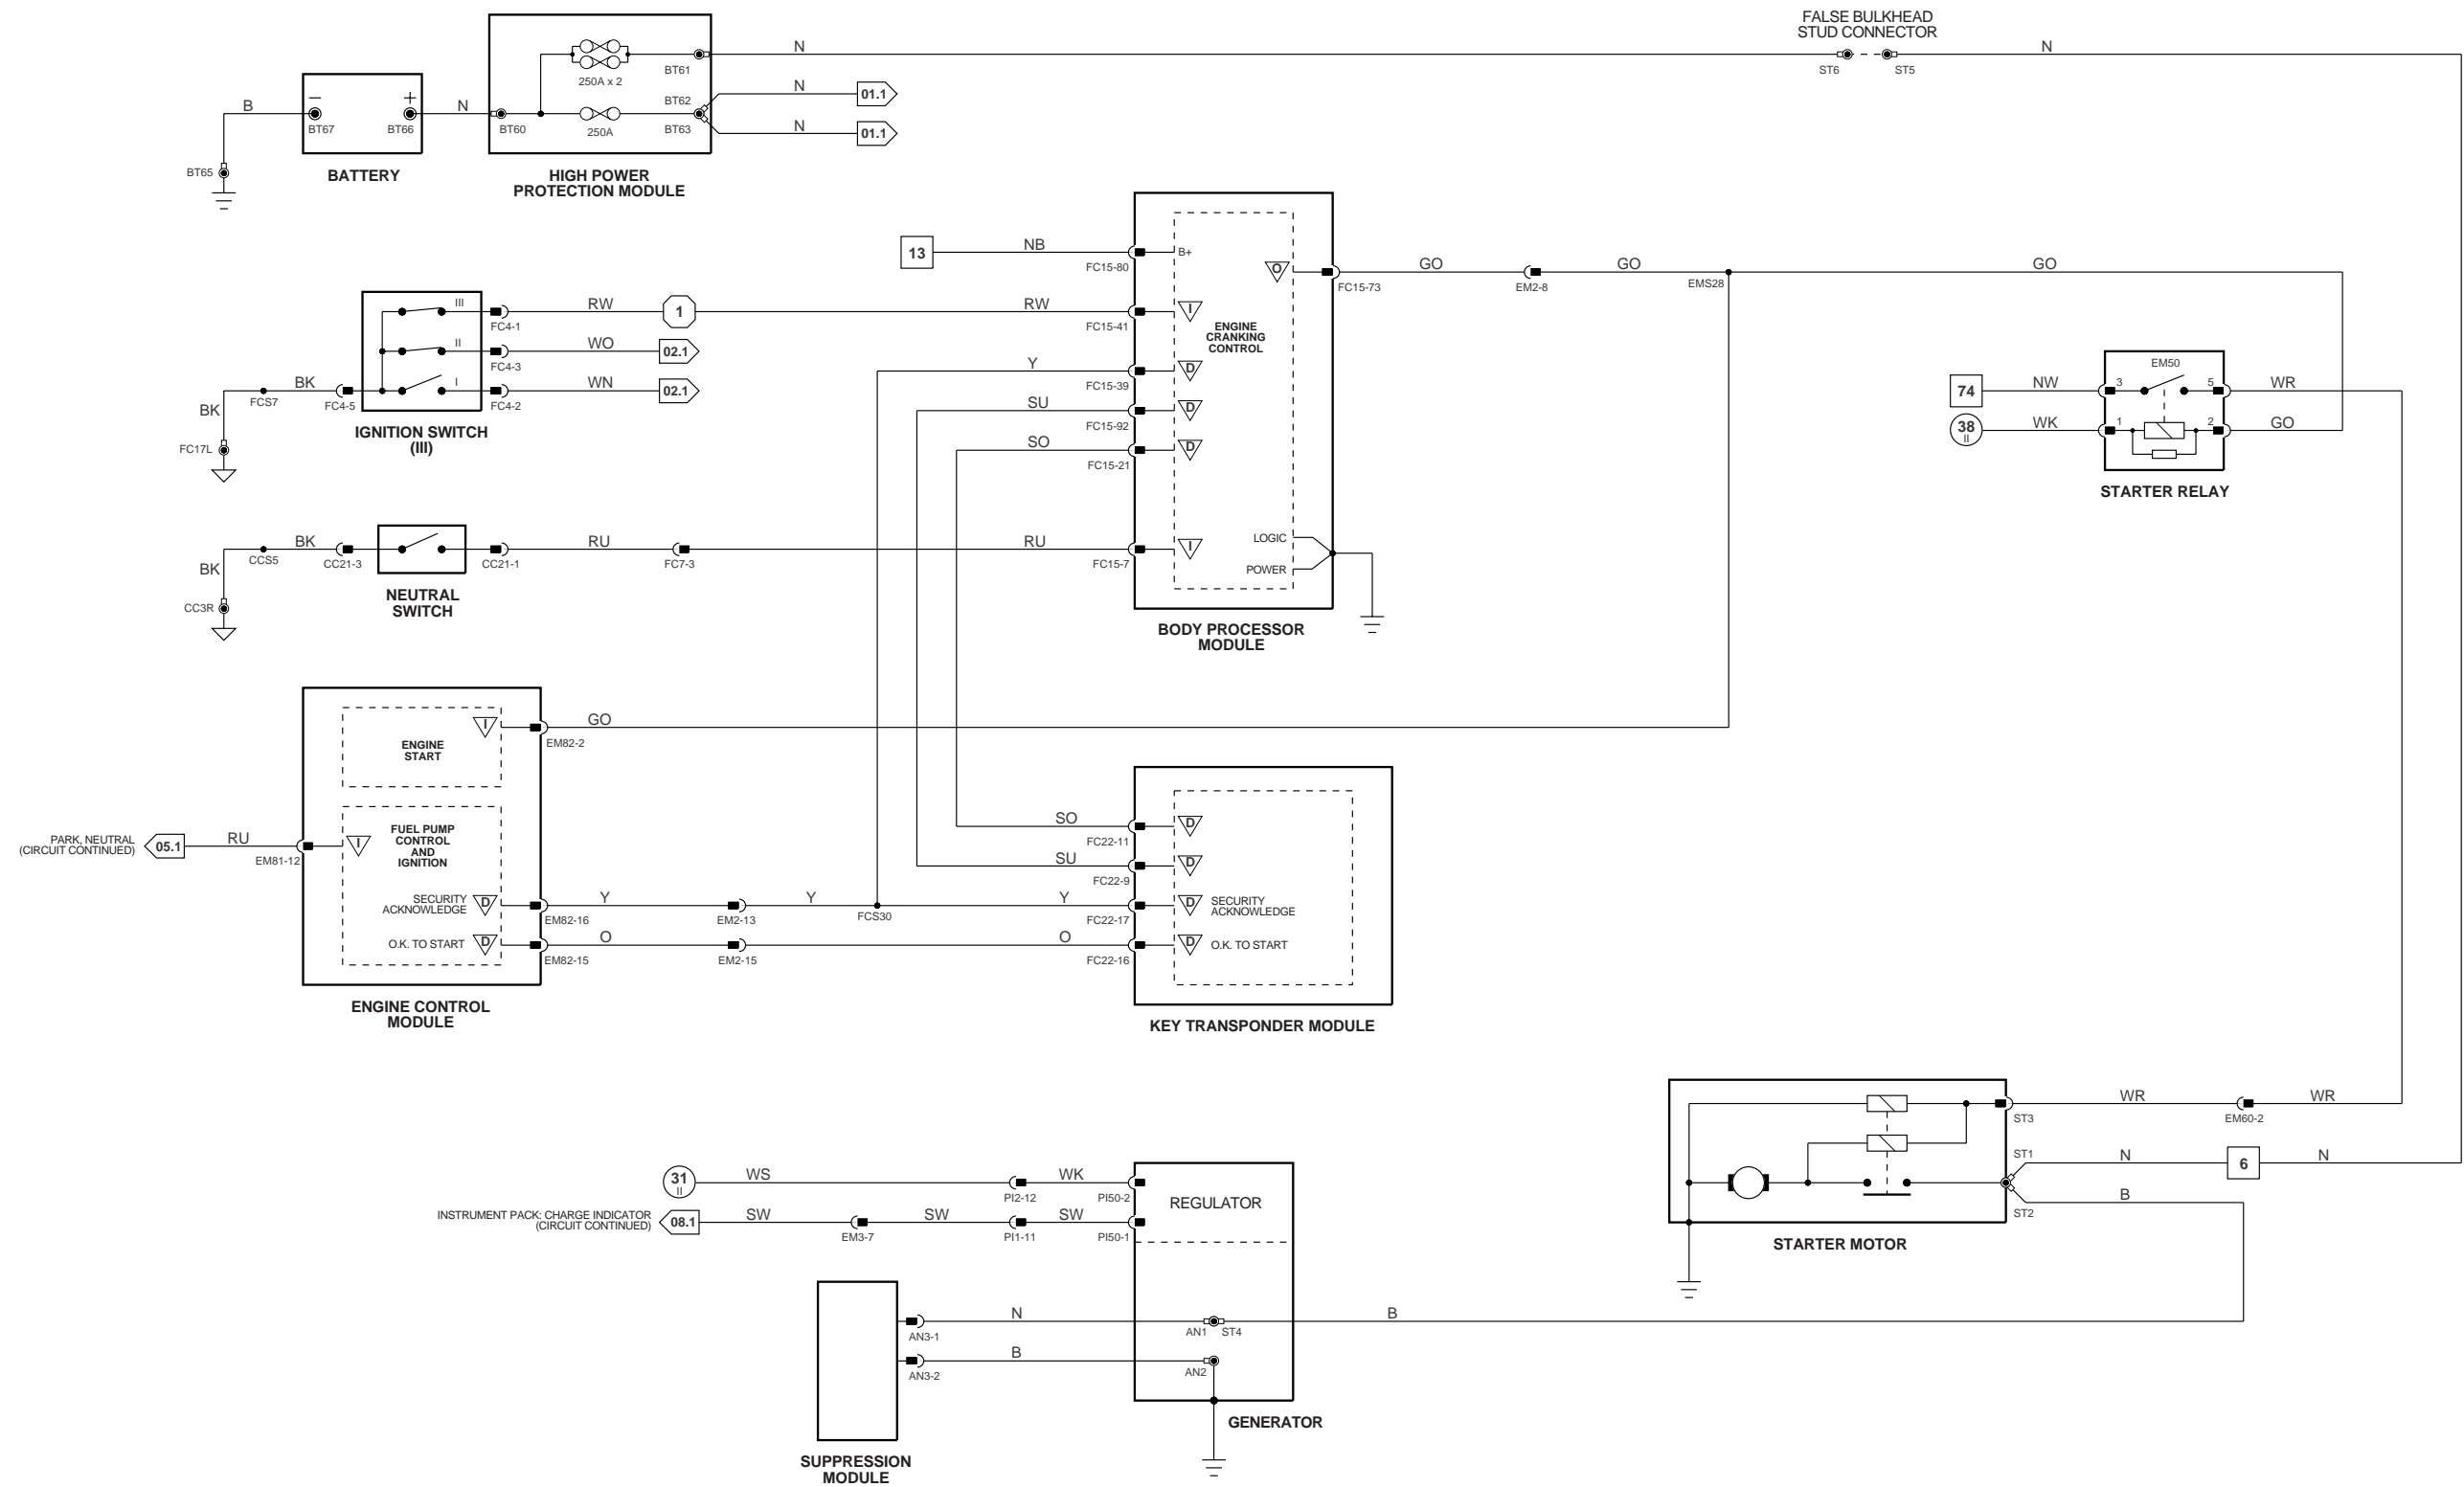 FALSE BULKHEAD
STUD CONNECTOR
N
N
ST6
ST5
250A x 2
BT61
B
−
+
N
BT67
BT66
BT60
250A
BT62
BT63
N
01.1
N
01.1
BT65
BATTERY
HIGH POWER
PROTECTION MODULE
13
NB
FC15-80
B+
O
FC15-73
GO
EM2-8
GO
EMS28
GO
III
FC4-1
RW
1
RW
FC15-41
I
ENGINE
CRANKING
CONTROL
II
FC4-3
WO
02.1
I
FC4-2
WN
02.1
BK
BK
FCS7
FC4-5
FC17L
IGNITION SWITCH
(III)
Y
FC15-39
D
SU
FC15-92
D
SO
FC15-21
D
EM50
74
NW
3
5
WR
38
II
WK
1
2
GO
STARTER RELAY
BK
BK
CCS5
CC21-3
CC21-1
RU
FC7-3
RU
FC15-7
I
LOGIC
POWER
CC3R
NEUTRAL
SWITCH
BODY PROCESSOR
MODULE
ENGINE
START
I
EM82-2
GO
PARK, NEUTRAL
(CIRCUIT CONTINUED)
05.1
RU
EM81-12
I
FUEL PUMP
CONTROL
AND
IGNITION
SO
FC22-11
D
SU
FC22-9
D
SECURITY
ACKNOWLEDGE
D
EM82-16
Y
EM2-13
Y
FCS30
Y
FC22-17
D
SECURITY
ACKNOWLEDGE
O.K. TO START
D
EM82-15
O
EM2-15
O
FC22-16
D
O.K. TO START
ENGINE CONTROL
MODULE
KEY TRANSPONDER MODULE
ST3
WR
EM60-2
WR
ST1
N
6
N
ST2
B
STARTER MOTOR
31
II
WS
PI2-12
WK
PI50-2
REGULATOR
INSTRUMENT PACK: CHARGE INDICATOR
(CIRCUIT CONTINUED)
08.1
SW
EM3-7
SW
PI1-11
SW
PI50-1
AN3-1
N
AN1
ST4
B
AN3-2
B
AN2
GENERATOR
SUPPRESSION
MODULE